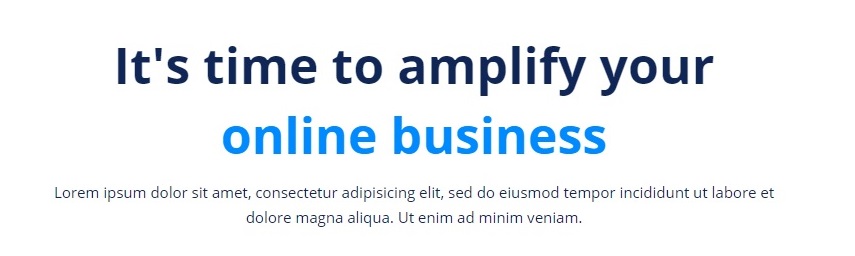 It's time to amplify your
online business
Lorem ipsum dolor sit amet, consectetur adipisicing elit, sed do eiusmod tempor incididunt ut labore et
dolore magna aliqua. Ut enim ad minim veniam.